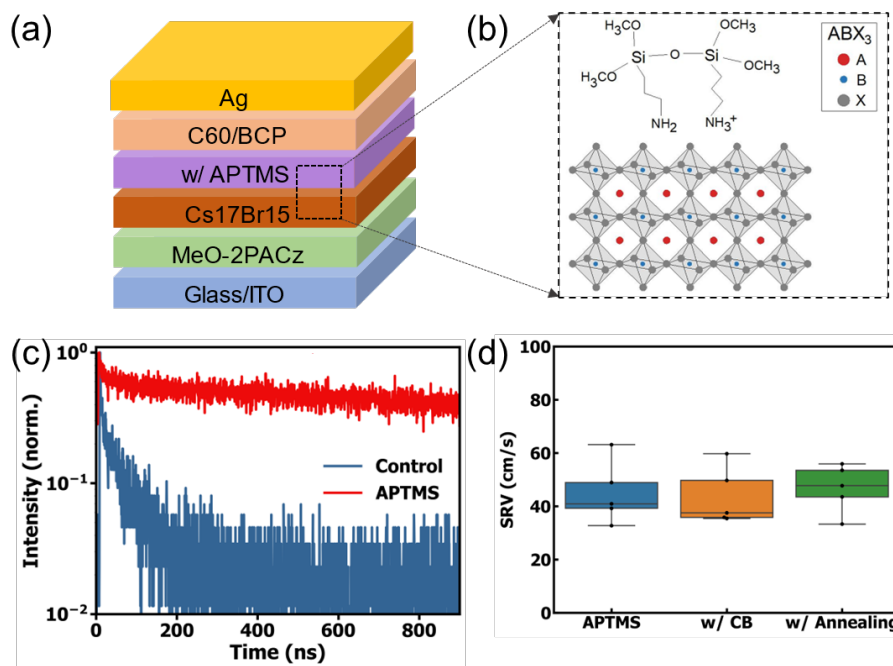 (a)
Ag
C60/BCP
w/ APTMS
Cs17Br15
MeO-2PACz
Glass/ITO
(b)
H₃CO OCH₃
Si O Si
H₃CO OCH₃
NH₂ NH₃⁺
ABX₃
A
B
X
(c)
Intensity (norm.)
10⁰
10⁻¹
10⁻²
Control
APTMS
0 200 400 600 800
Time (ns)
(d)
SRV (cm/s)
100
80
60
40
20
0
APTMS w/ CB w/ Annealing